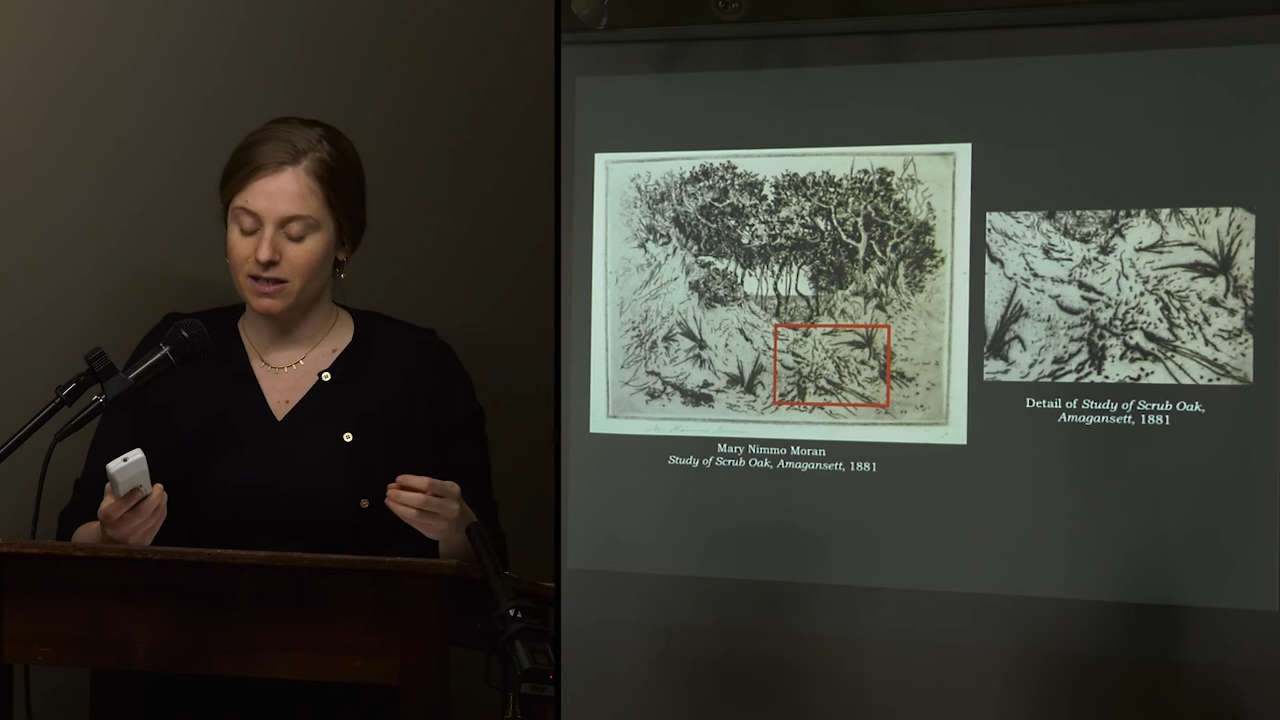 Mary Nimmo Moran
Study of Scrub Oak, Amagansett, 1881
Detail of Study of Scrub Oak,
Amagansett, 1881